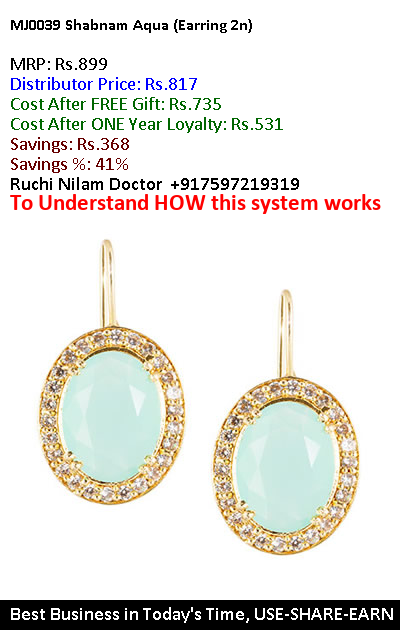 MJ0039 Shabnam Aqua (Earring 2n)
MRP: Rs.899
Distributor Price: Rs.817
Cost After FREE Gift: Rs.735
Cost After ONE Year Loyalty: Rs.531
Savings: Rs.368
Savings %: 41%
Ruchi Nilam Doctor +917597219319
To Understand HOW this system works
Best Business in Today's Time, USE-SHARE-EARN